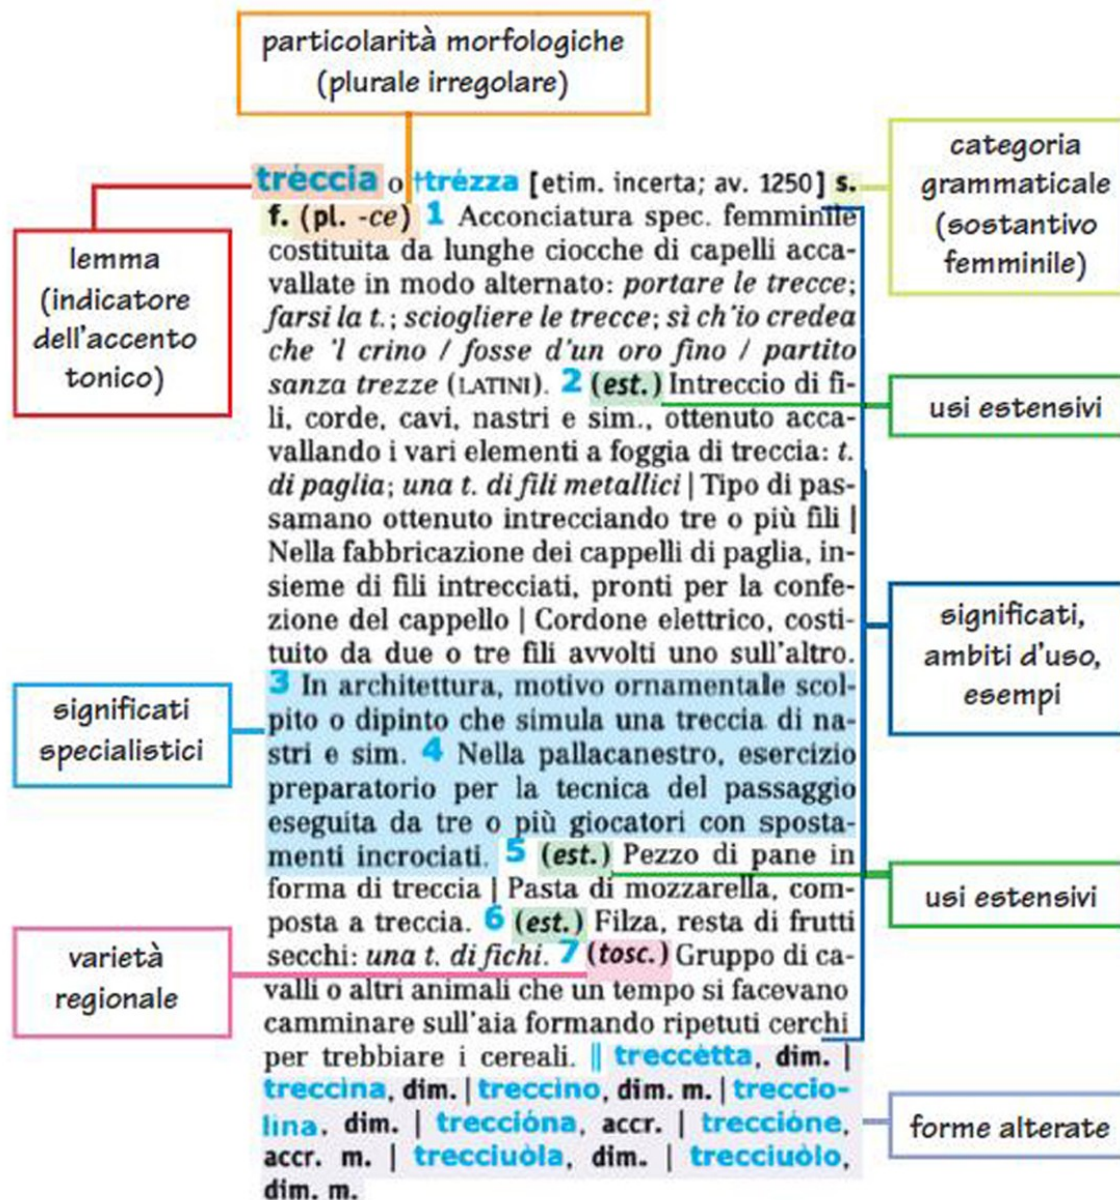 particolarità morfologiche
(plurale irregolare)
categoria
grammaticale
(sostantivo
femminile)
lemma
(indicatore
dell'accento
tonico)
usi estensivi
significati,
ambiti d'uso,
esempi
significati
specialistici
usi estensivi
varietà
regionale
forme alterate
tréccia o †trézza [etim. incerta; av. 1250] s.
f. (pl. -ce) 1 Acconciatura spec. femminile
costituita da lunghe ciocche di capelli acca-
vallate in modo alternato: portare le trecce;
farsi la t.; sciogliere le trecce; sì ch'io credea
che 'l crino / fosse d'un oro fino / partito
sanza trezze (LATINI). 2 (est.) Intreccio di fi-
li, corde, cavi, nastri e sim., ottenuto acca-
vallando i vari elementi a foggia di treccia: t.
di paglia; una t. di fili metallici | Tipo di pas-
samano ottenuto intrecciando tre o più fili |
Nella fabbricazione dei cappelli di paglia, in-
sieme di fili intrecciati, pronti per la confe-
zione del cappello | Cordone elettrico, costi-
tuito da due o tre fili avvolti uno sull'altro.
3 In architettura, motivo ornamentale scol-
pito o dipinto che simula una treccia di na-
stri e sim. 4 Nella pallacanestro, esercizio
preparatorio per la tecnica del passaggio
eseguita da tre o più giocatori con sposta-
menti incrociati. 5 (est.) Pezzo di pane in
forma di treccia | Pasta di mozzarella, com-
posta a treccia. 6 (est.) Filza, resta di frutti
secchi: una t. di fichi. 7 (tosc.) Gruppo di ca-
valli o altri animali che un tempo si facevano
camminare sull'aia formando ripetuti cerchi
per trebbiare i cereali. || treccétta, dim. |
treccìna, dim. | treccìno, dim. m. | treccio-
lìna, dim. | trecciόna, accr. | trecciόne,
accr. m. | trecciuòla, dim. | trecciuòlo,
dim. m.